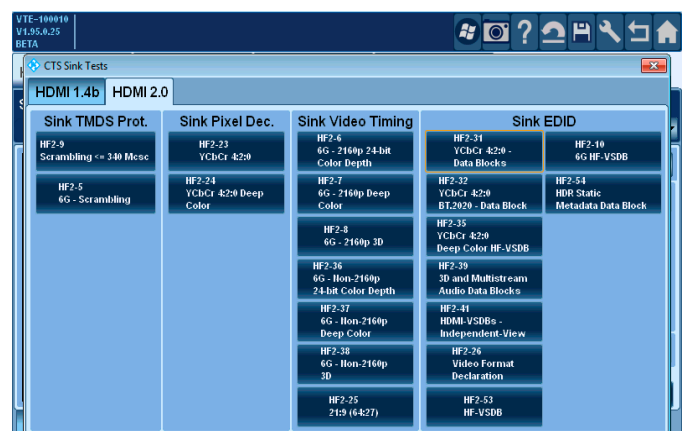 VTE-100010
V1.95.0.25
BETA
?
CTS Sink Tests
HDMI 1.4b
HDMI 2.0
Sink TMDS Prot.
HF2-9
Scrambling <= 340 Mcsc
HF2-5
6G - Scrambling
Sink Pixel Dec.
HF2-23
YCbCr 4:2:0
HF2-24
YCbCr 4:2:0 Deep
Color
Sink Video Timing
HF2-6
6G - 2160p 24-bit
Color Depth
HF2-7
6G - 2160p Deep
Color
HF2-8
6G - 2160p 3D
HF2-36
6G - Non-2160p
24-bit Color Depth
HF2-37
6G - Non-2160p
Deep Color
HF2-38
6G - Non-2160p
3D
HF2-25
21:9 (64:27)
Sink EDID
HF2-31
YCbCr 4:2:0 -
Data Blocks
HF2-32
YCbCr 4:2:0
BT.2020 - Data Block
HF2-35
YCbCr 4:2:0
Deep Color HF-VSDB
HF2-39
3D and Multistream
Audio Data Blocks
HF2-41
HDMI-VSDBs -
Independent-View
HF2-26
Video Format
Declaration
HF2-53
HF-VSDB
HF2-10
6G HF-VSDB
HF2-54
HDR Static
Metadata Data Block